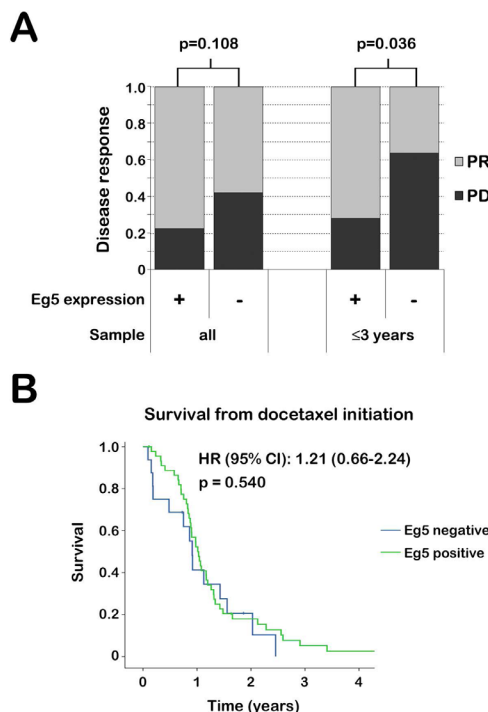 A
p=0.108 p=0.036
1.0
0.8
0.6
0.4
0.2
0
Disease response
PR
PD
Eg5 expression + - + -
Sample all ≤3 years
B
Survival from docetaxel initiation
HR (95% CI): 1.21 (0.66-2.24)
p = 0.540
1.0
0.8
0.6
0.4
0.2
0
Survival
Eg5 negative
Eg5 positive
0 1 2 3 4
Time (years)